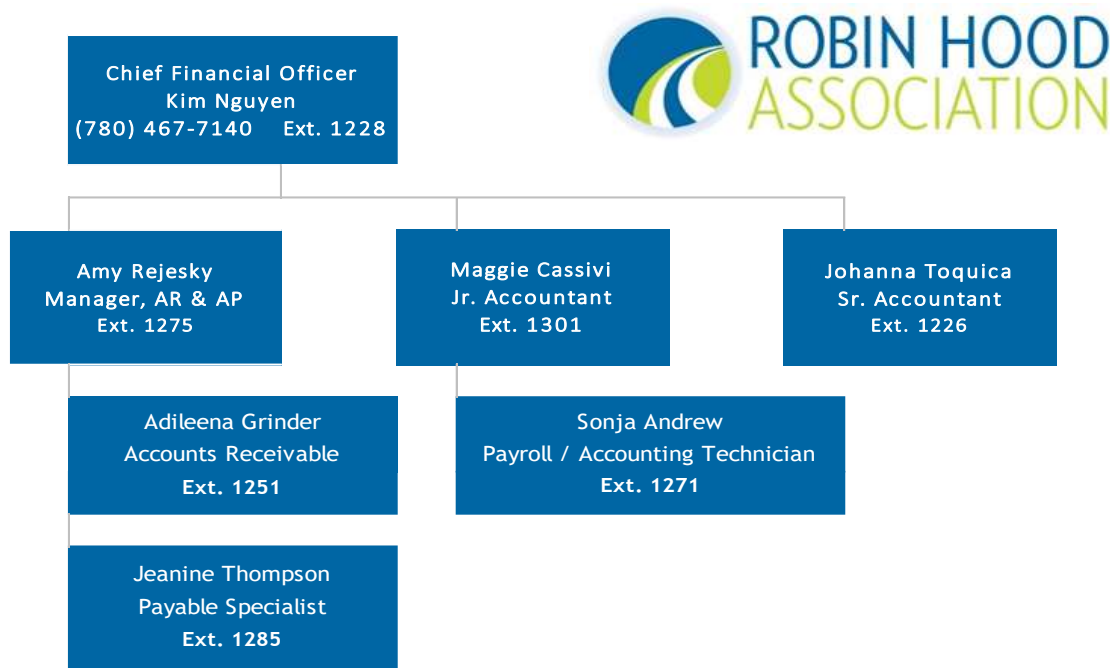 ROBIN HOOD
ASSOCIATION
Chief Financial Officer
Kim Nguyen
(780) 467-7140 Ext. 1228
Amy Rejesky
Manager, AR & AP
Ext. 1275
Maggie Cassivi
Jr. Accountant
Ext. 1301
Johanna Toquica
Sr. Accountant
Ext. 1226
Adileena Grinder
Accounts Receivable
Ext. 1251
Sonja Andrew
Payroll / Accounting Technician
Ext. 1271
Jeanine Thompson
Payable Specialist
Ext. 1285